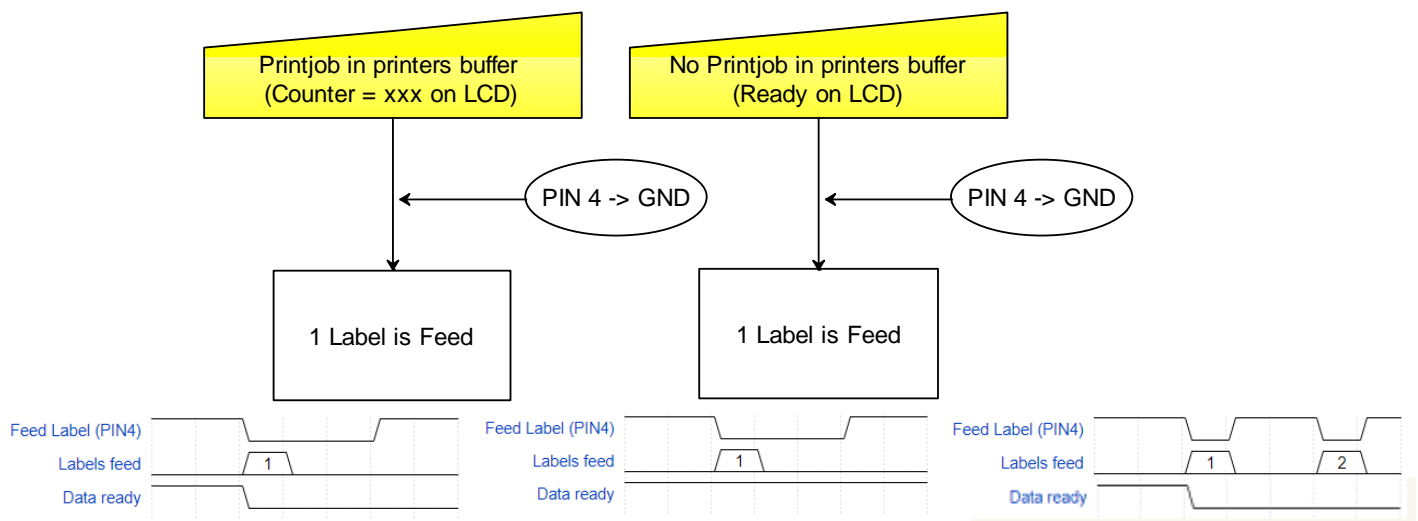 Printjob in printers buffer
(Counter = xxx on LCD)
No Printjob in printers buffer
(Ready on LCD)
PIN 4 -> GND
PIN 4 -> GND
1 Label is Feed
1 Label is Feed
Feed Label (PIN4)
Labels feed
1
Data ready
Feed Label (PIN4)
Labels feed
1
Data ready
Feed Label (PIN4)
Labels feed
1
2
Data ready